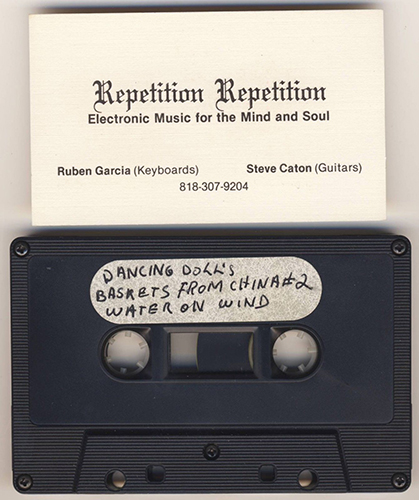 Repetition Repetition
Electronic Music for the Mind and Soul
Ruben Garcia (Keyboards) Steve Caton (Guitars)
818-307-9204
DANCING DOLL'S
BASKETS FROM CHINA #2
WATER ON WIND